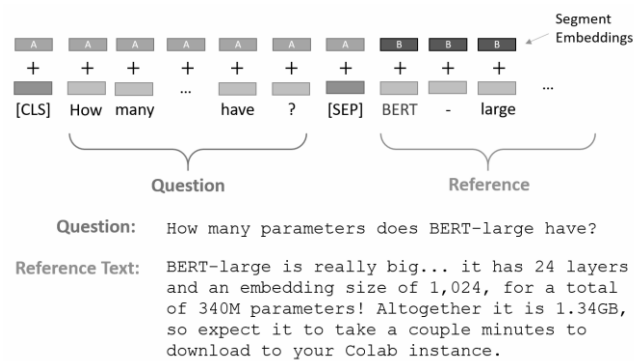 Segment
Embeddings
A A A A A A A B B B
+ + + + + + + + + +
[CLS] How many ... have ? [SEP] BERT - large ...
Question Reference
Question: How many parameters does BERT-large have?
Reference Text: BERT-large is really big... it has 24 layers
and an embedding size of 1,024, for a total
of 340M parameters! Altogether it is 1.34GB,
so expect it to take a couple minutes to
download to your Colab instance.